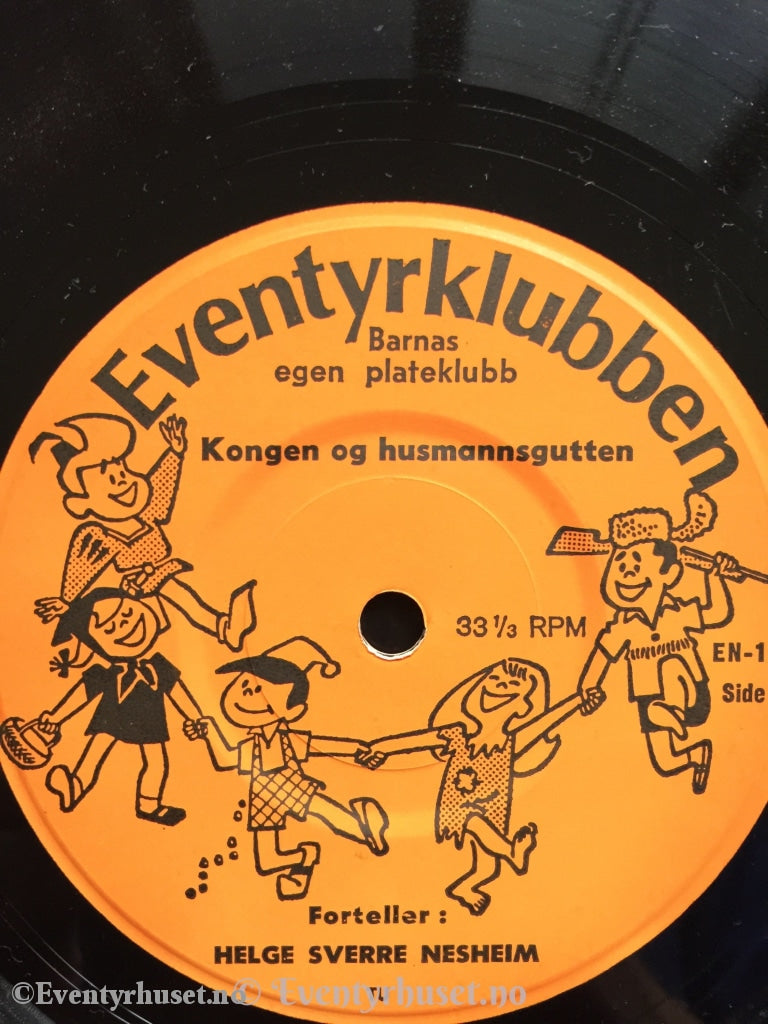 Eventyrklubben
Barnas
egen plateklubb
Kongen og husmannsgutten
33 1/3 RPM
EN-1
Side
Forteller :
HELGE SVERRE NESHEIM
©Eventyrhuset.no © Eventyrhuset.no